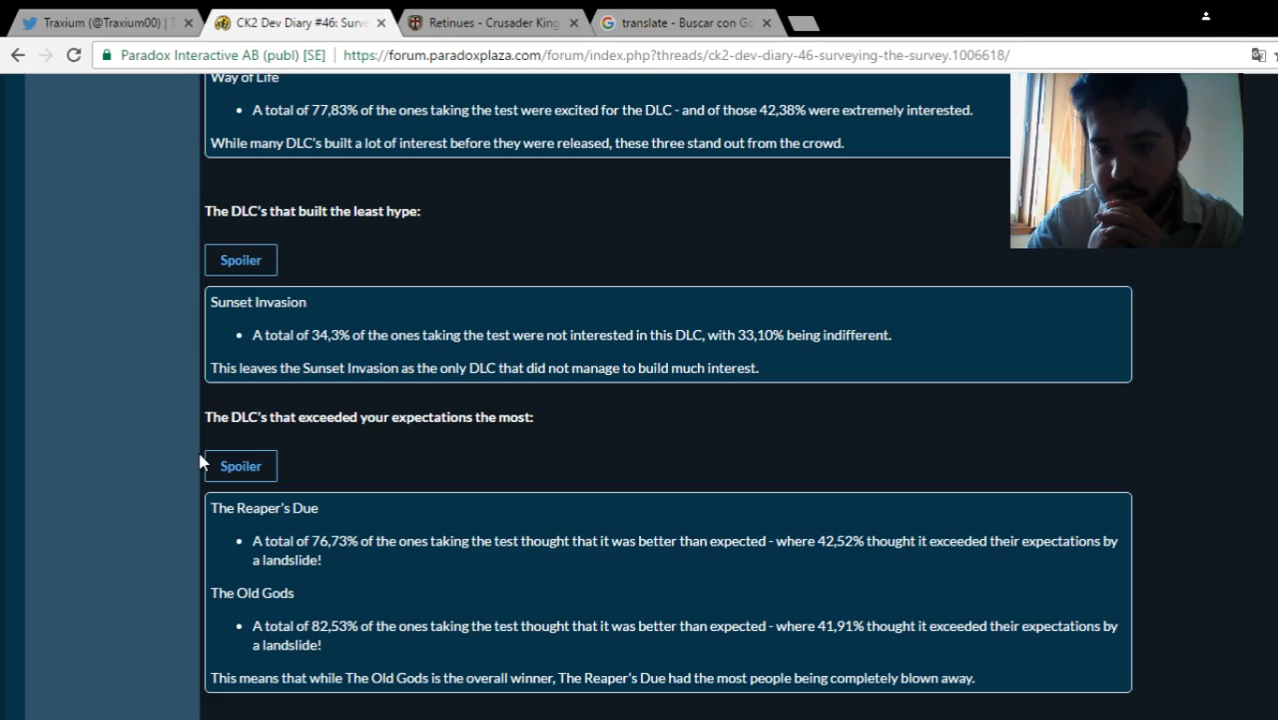 Traxium (@Traxium00) | T
CK2 Dev Diary #46: Surve
Retinues - Crusader King
translate - Buscar con Go
Paradox Interactive AB (publ) [SE]
https://forum.paradoxplaza.com/forum/index.php?threads/ck2-dev-diary-46-surveying-the-survey.1006618/
Way of Life
• A total of 77,83% of the ones taking the test were excited for the DLC - and of those 42,38% were extremely interested.
While many DLC's built a lot of interest before they were released, these three stand out from the crowd.
The DLC's that built the least hype:
Spoiler
Sunset Invasion
• A total of 34,3% of the ones taking the test were not interested in this DLC, with 33,10% being indifferent.
This leaves the Sunset Invasion as the only DLC that did not manage to build much interest.
The DLC's that exceeded your expectations the most:
Spoiler
The Reaper's Due
• A total of 76,73% of the ones taking the test thought that it was better than expected - where 42,52% thought it exceeded their expectations by
a landslide!
The Old Gods
• A total of 82,53% of the ones taking the test thought that it was better than expected - where 41,91% thought it exceeded their expectations by
a landslide!
This means that while The Old Gods is the overall winner, The Reaper's Due had the most people being completely blown away.